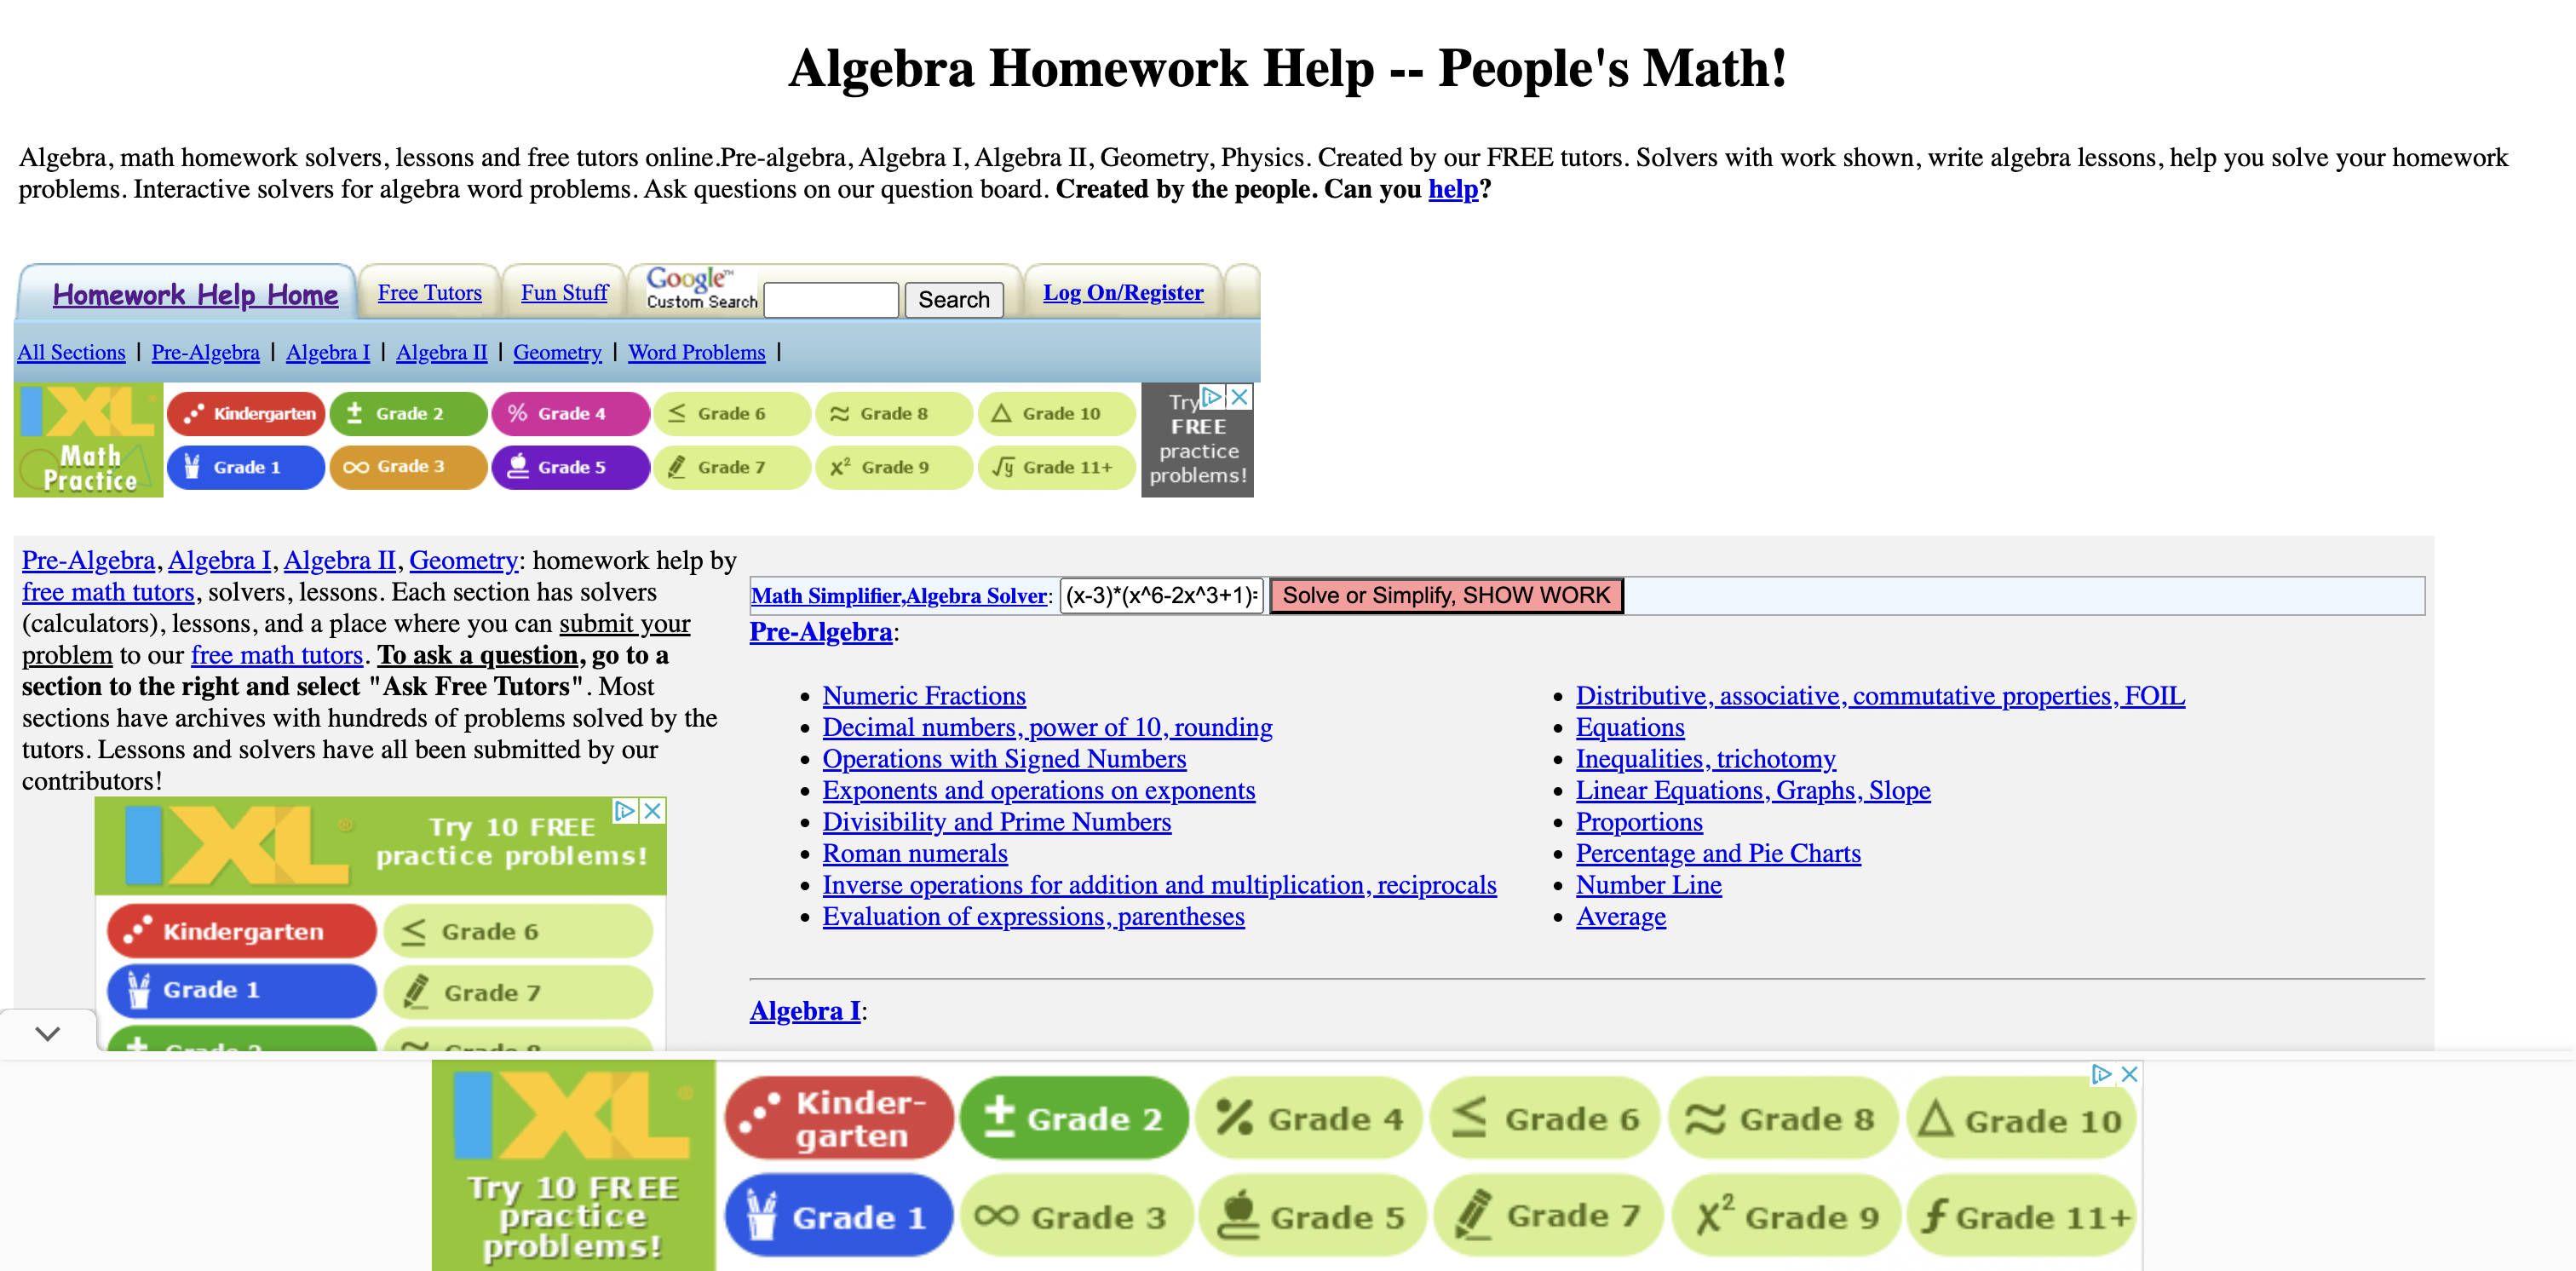 Algebra Homework Help -- People's Math!
Algebra, math homework solvers, lessons and free tutors online.Pre-algebra, Algebra I, Algebra II, Geometry, Physics. Created by our FREE tutors. Solvers with work shown, write algebra lessons, help you solve your homework
problems. Interactive solvers for algebra word problems. Ask questions on our question board. Created by the people. Can you help?
Homework Help Home Free Tutors Fun Stuff Google™ Custom Search Search Log On/Register
All Sections | Pre-Algebra | Algebra I | Algebra II | Geometry | Word Problems |
IXL® Math Practice
Kindergarten ± Grade 2 % Grade 4 ≤ Grade 6 ≈ Grade 8 △ Grade 10
Grade 1 ∞ Grade 3 Grade 5 Grade 7 x² Grade 9 √y Grade 11+
Try
FREE
practice
problems!
Pre-Algebra, Algebra I, Algebra II, Geometry: homework help by
free math tutors, solvers, lessons. Each section has solvers
(calculators), lessons, and a place where you can submit your
problem to our free math tutors. To ask a question, go to a
section to the right and select "Ask Free Tutors". Most
sections have archives with hundreds of problems solved by the
tutors. Lessons and solvers have all been submitted by our
contributors!
IXL® Try 10 FREE
practice problems!
Kindergarten ≤ Grade 6
Grade 1 Grade 7
± Grade 2 ≈ Grade 8
Math Simplifier,Algebra Solver: (x-3)*(x^6-2x^3+1)= Solve or Simplify, SHOW WORK
Pre-Algebra:
• Numeric Fractions
• Decimal numbers, power of 10, rounding
• Operations with Signed Numbers
• Exponents and operations on exponents
• Divisibility and Prime Numbers
• Roman numerals
• Inverse operations for addition and multiplication, reciprocals
• Evaluation of expressions, parentheses
• Distributive, associative, commutative properties, FOIL
• Equations
• Inequalities, trichotomy
• Linear Equations, Graphs, Slope
• Proportions
• Percentage and Pie Charts
• Number Line
• Average
Algebra I:
IXL®
Try 10 FREE
practice
problems!
Kinder-
garten ± Grade 2 % Grade 4 ≤ Grade 6 ≈ Grade 8 △ Grade 10
Grade 1 ∞ Grade 3 Grade 5 Grade 7 x² Grade 9 f Grade 11+